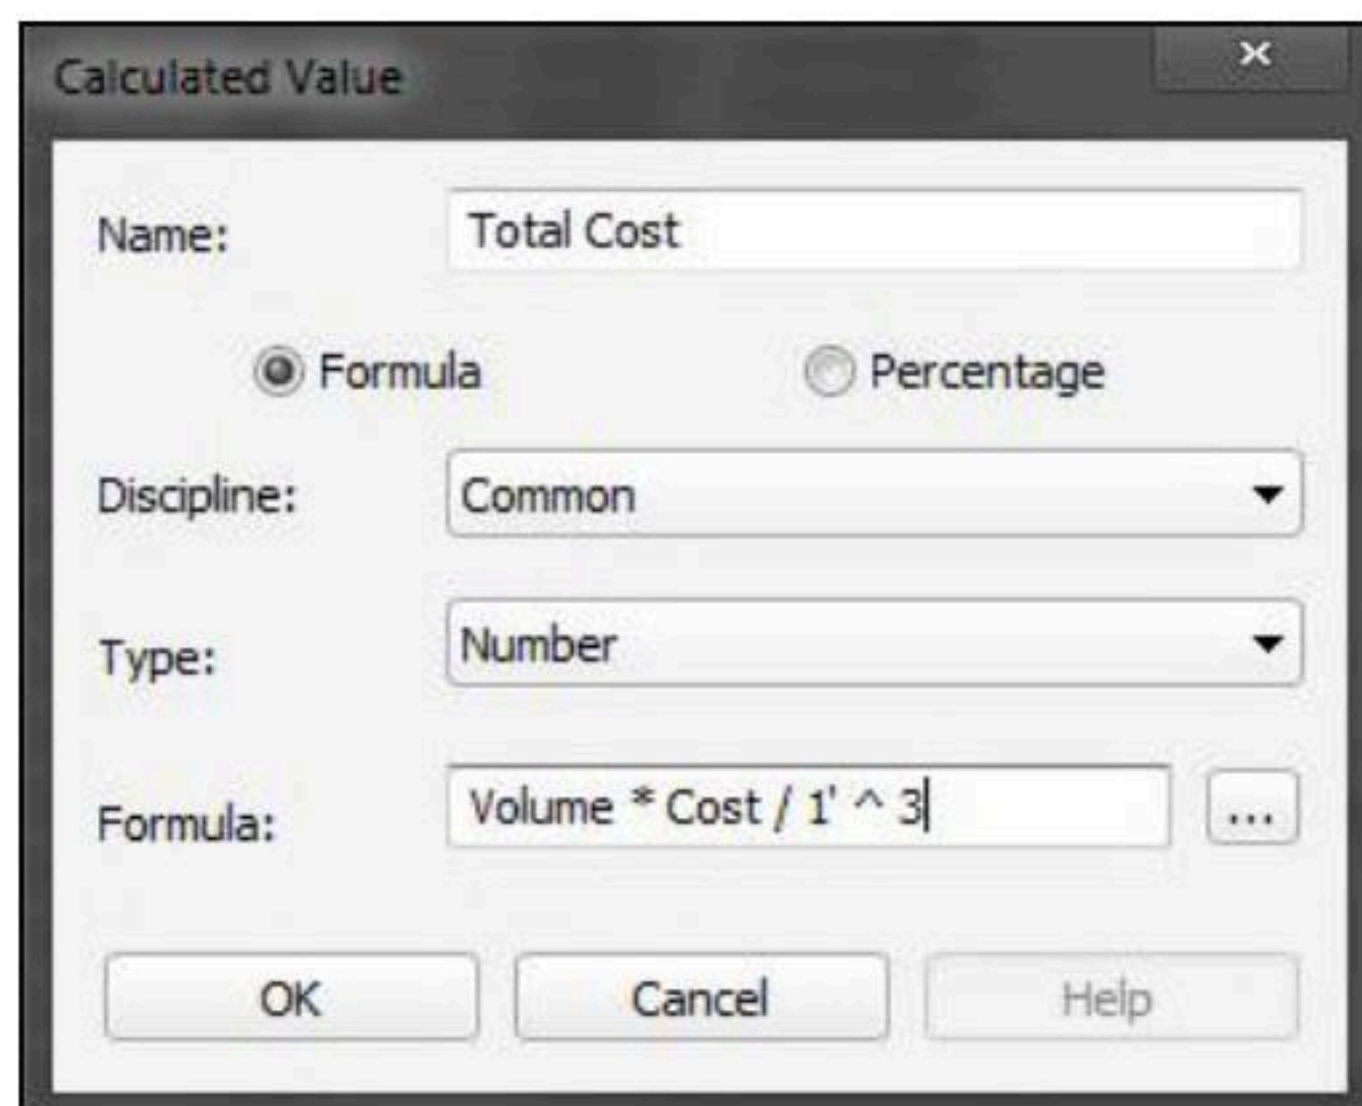 Calculated Value
Name: Total Cost
Formula Percentage
Discipline: Common
Type: Number
Formula: Volume * Cost / 1' ^ 3 ...
OK Cancel Help